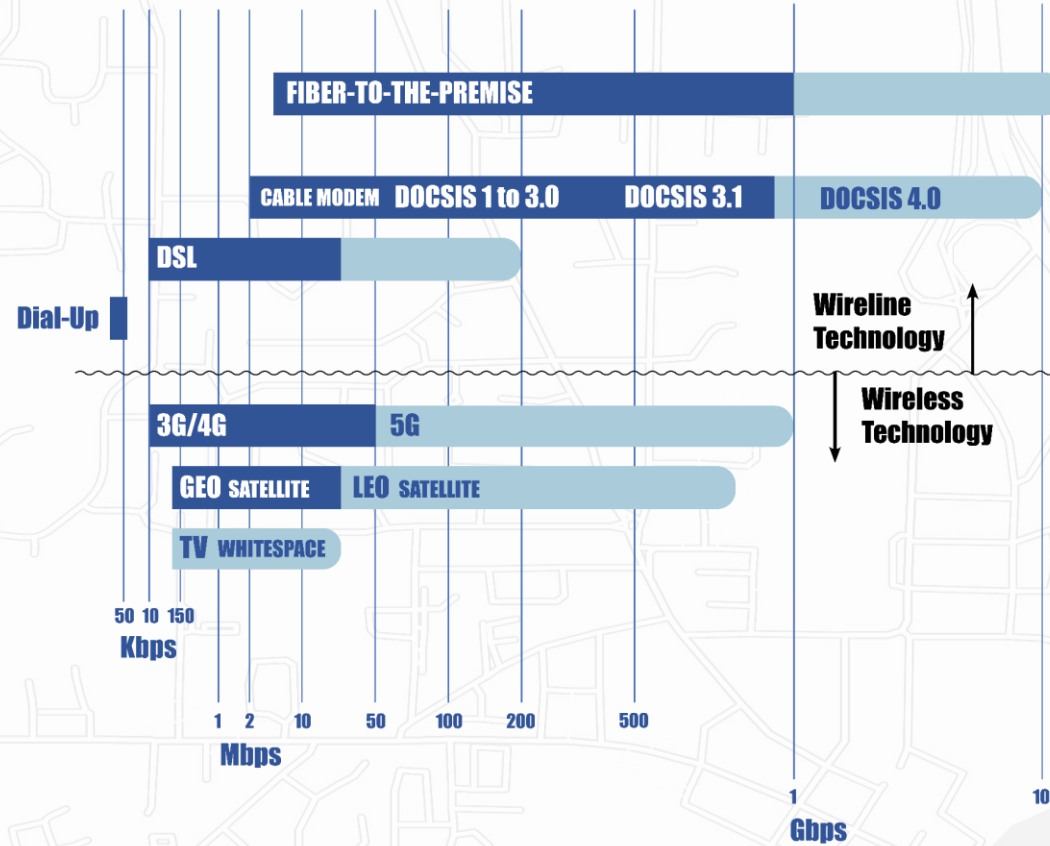 FIBER-TO-THE-PREMISE
CABLE MODEM DOCSIS 1 to 3.0 DOCSIS 3.1 DOCSIS 4.0
DSL
Dial-Up
Wireline
Technology
Wireless
Technology
3G/4G 5G
GEO SATELLITE LEO SATELLITE
TV WHITESPACE
50 10 150
Kbps
1 2 10 50 100 200 500
Mbps
1 10
Gbps